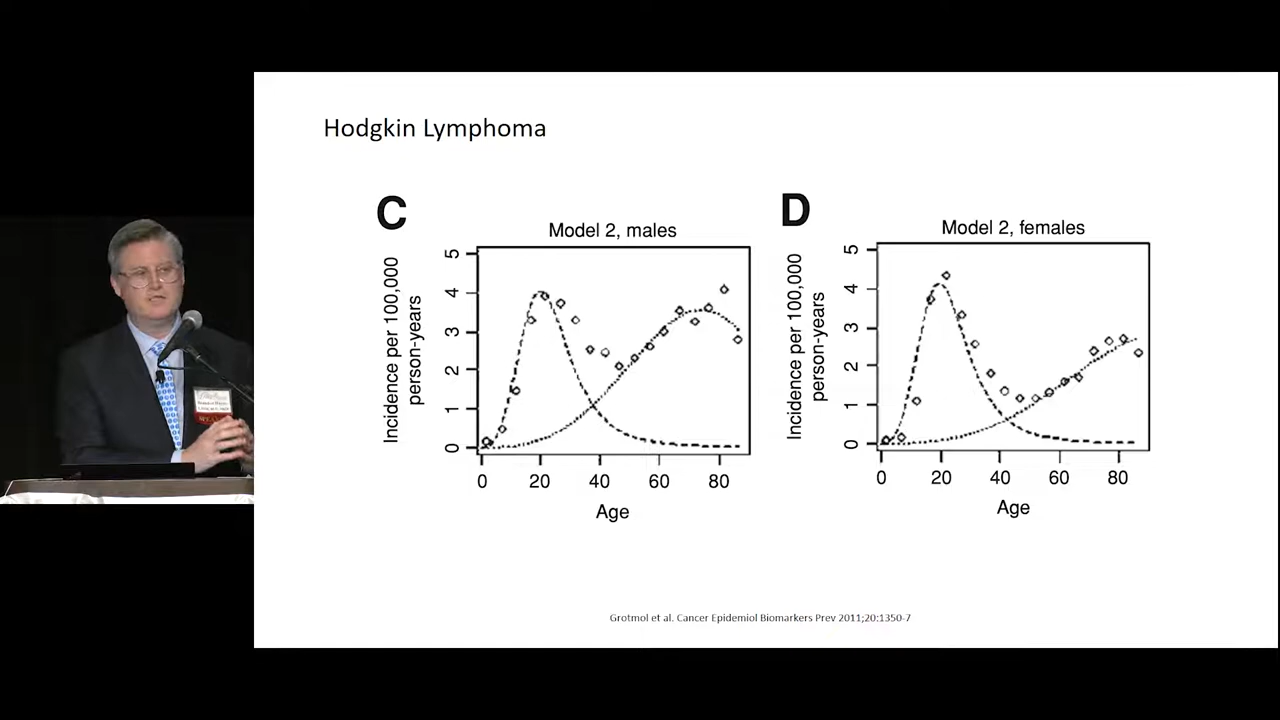 Hodgkin Lymphoma
C
Model 2, males
Incidence per 100,000
person-years
5
4
3
2
1
0
0 20 40 60 80
Age
D
Model 2, females
Incidence per 100,000
person-years
5
4
3
2
1
0
0 20 40 60 80
Age
Grotmol et al. Cancer Epidemiol Biomarkers Prev 2011;20:1350-7